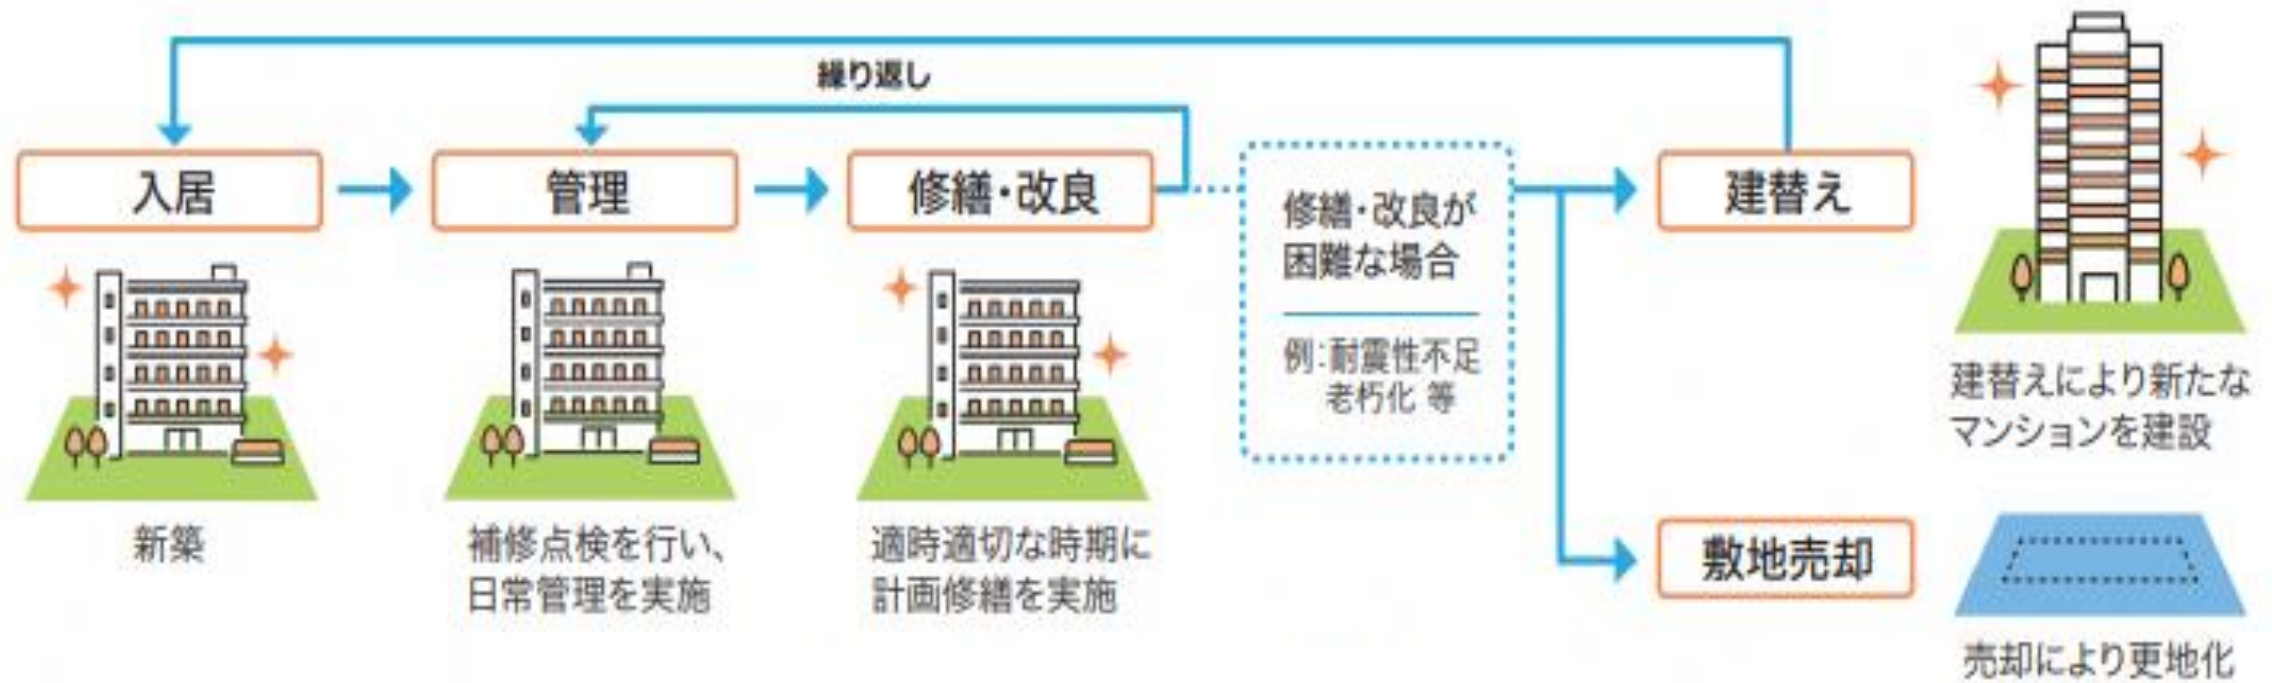 繰り返し
入居
管理
修繕・改良
修繕・改良が
困難な場合
例:耐震性不足
老朽化 等
建替え
建替えにより新たな
マンションを建設
新築
補修点検を行い、
日常管理を実施
適時適切な時期に
計画修繕を実施
敷地売却
売却により更地化